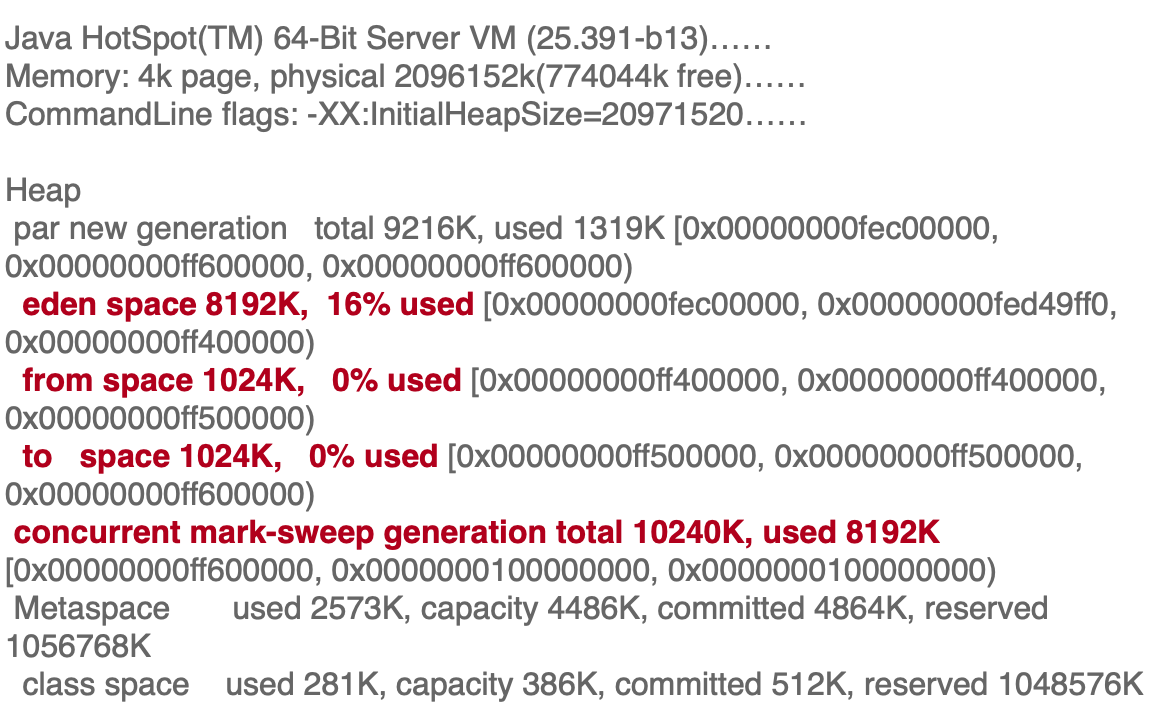 Java HotSpot(TM) 64-Bit Server VM (25.391-b13)……
Memory: 4k page, physical 2096152k(774044k free)……
CommandLine flags: -XX:InitialHeapSize=20971520……
Heap
par new generation   total 9216K, used 1319K [0x00000000fec00000,
0x00000000ff600000, 0x00000000ff600000)
eden space 8192K,  16% used [0x00000000fec00000, 0x00000000fed49ff0,
0x00000000ff400000)
from space 1024K,   0% used [0x00000000ff400000, 0x00000000ff400000,
0x00000000ff500000)
to   space 1024K,   0% used [0x00000000ff500000, 0x00000000ff500000,
0x00000000ff600000)
concurrent mark-sweep generation total 10240K, used 8192K
[0x00000000ff600000, 0x0000000100000000, 0x0000000100000000)
Metaspace       used 2573K, capacity 4486K, committed 4864K, reserved
1056768K
class space    used 281K, capacity 386K, committed 512K, reserved 1048576K